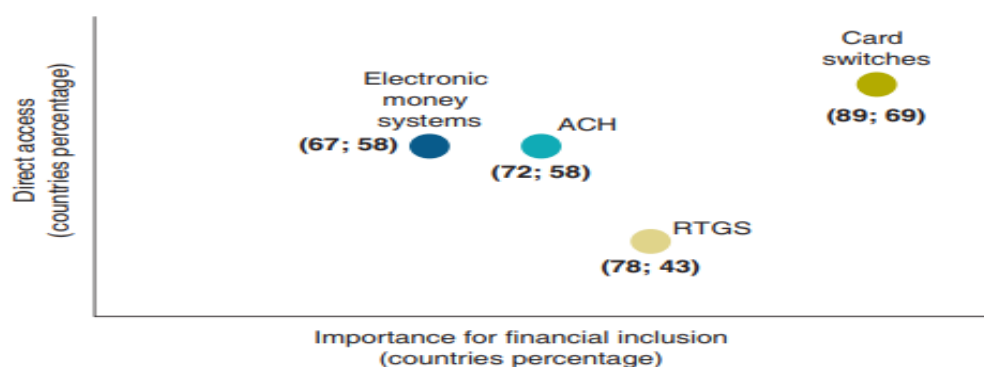 Direct access
(countries percentage)
Card
switches
(89; 69)
Electronic
money
systems
(67; 58)
ACH
(72; 58)
RTGS
(78; 43)
Importance for financial inclusion
(countries percentage)